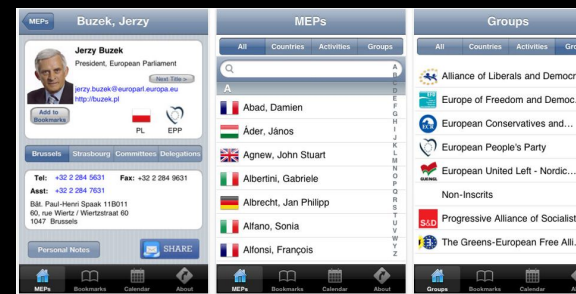 MEPs
Buzek, Jerzy
Jerzy Buzek
President, European Parliament
Next Title >
jerzy.buzek@europarl.europa.eu
http://buzek.pl
Add to
Bookmarks
PL
EPP
Brussels
Strasbourg
Committees
Delegations
Tel: +32 2 284 5631 Fax: +32 2 284 9631
Asst: +32 2 284 7631
Bât. Paul-Henri Spaak 11B011
60, rue Wiertz / Wiertzstraat 60
1047 Brussels
Personal Notes
SHARE
MEPs
Bookmarks
Calendar
About
MEPs
All
Countries
Activities
Groups
A
Abad, Damien
Áder, János
Agnew, John Stuart
Albertini, Gabriele
Albrecht, Jan Philipp
Alfano, Sonia
Alfonsi, François
A
B
C
D
E
F
G
H
I
J
K
L
M
N
O
P
Q
R
S
T
U
V
W
Y
Z
MEPs
Bookmarks
Calendar
About
Groups
All
Countries
Activities
Gro
Alliance of Liberals and Democr
Europe of Freedom and Democ.
ECR
European Conservatives and…
European People's Party
European United Left - Nordic…
Non-Inscrits
S&D
Progressive Alliance of Socialist
The Greens-European Free Alli.
Groups
Bookmarks
Calendar